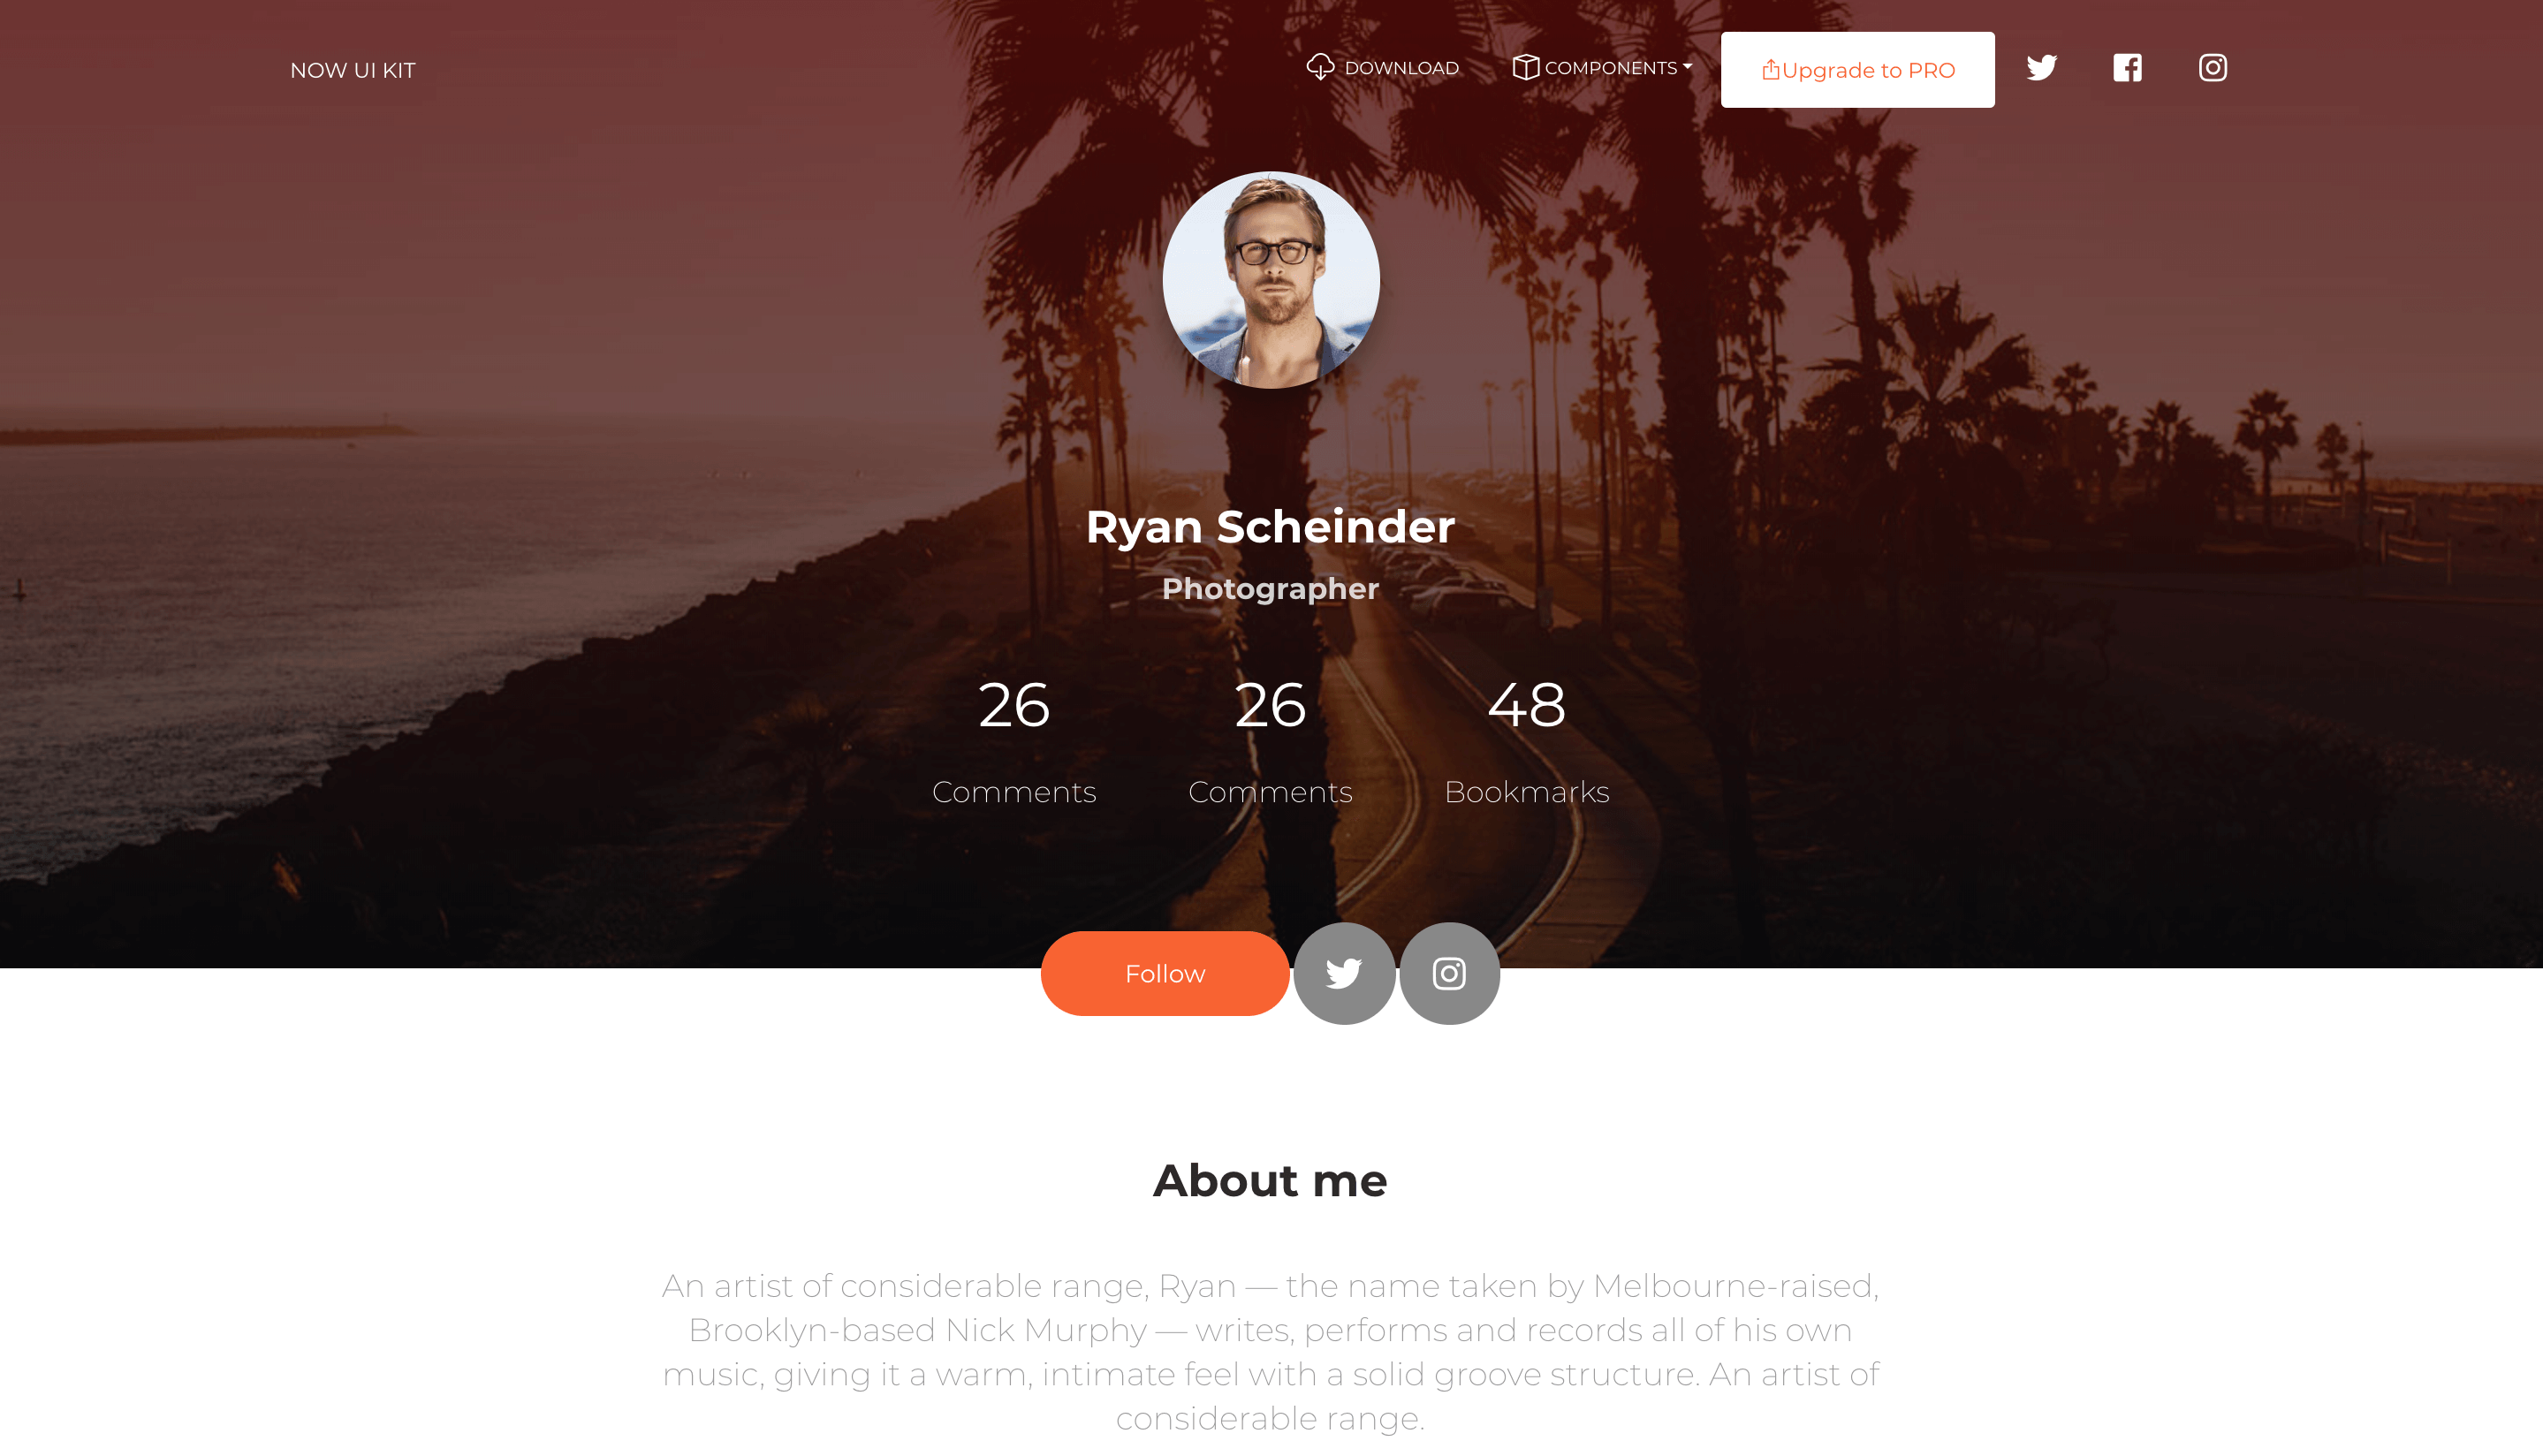 NOW UI KIT
DOWNLOAD
COMPONENTS
Upgrade to PRO
Ryan Scheinder
Photographer
26 26 48
Comments Comments Bookmarks
Follow
About me
An artist of considerable range, Ryan — the name taken by Melbourne-raised,
Brooklyn-based Nick Murphy — writes, performs and records all of his own
music, giving it a warm, intimate feel with a solid groove structure. An artist of
considerable range.